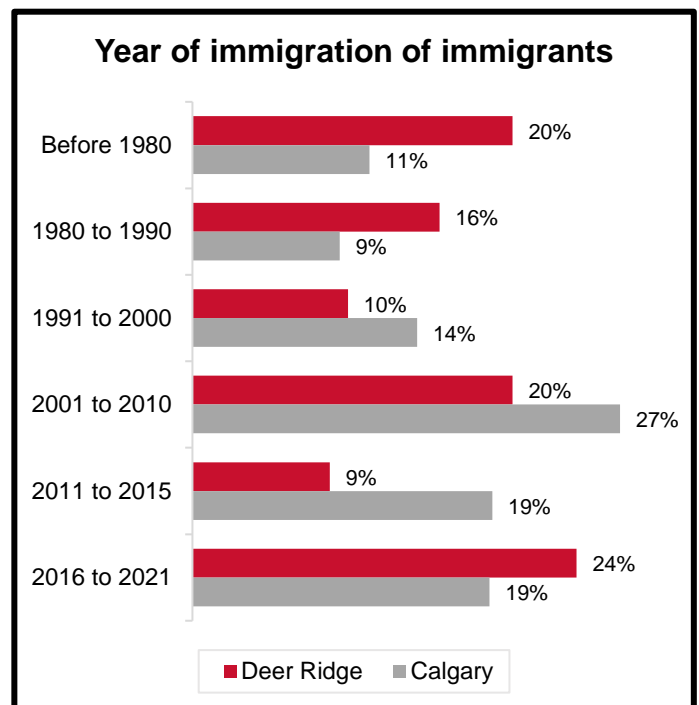 Year of immigration of immigrants
Before 1980
20%
11%
1980 to 1990
16%
9%
1991 to 2000
10%
14%
2001 to 2010
20%
27%
2011 to 2015
9%
19%
2016 to 2021
24%
19%
Deer Ridge Calgary